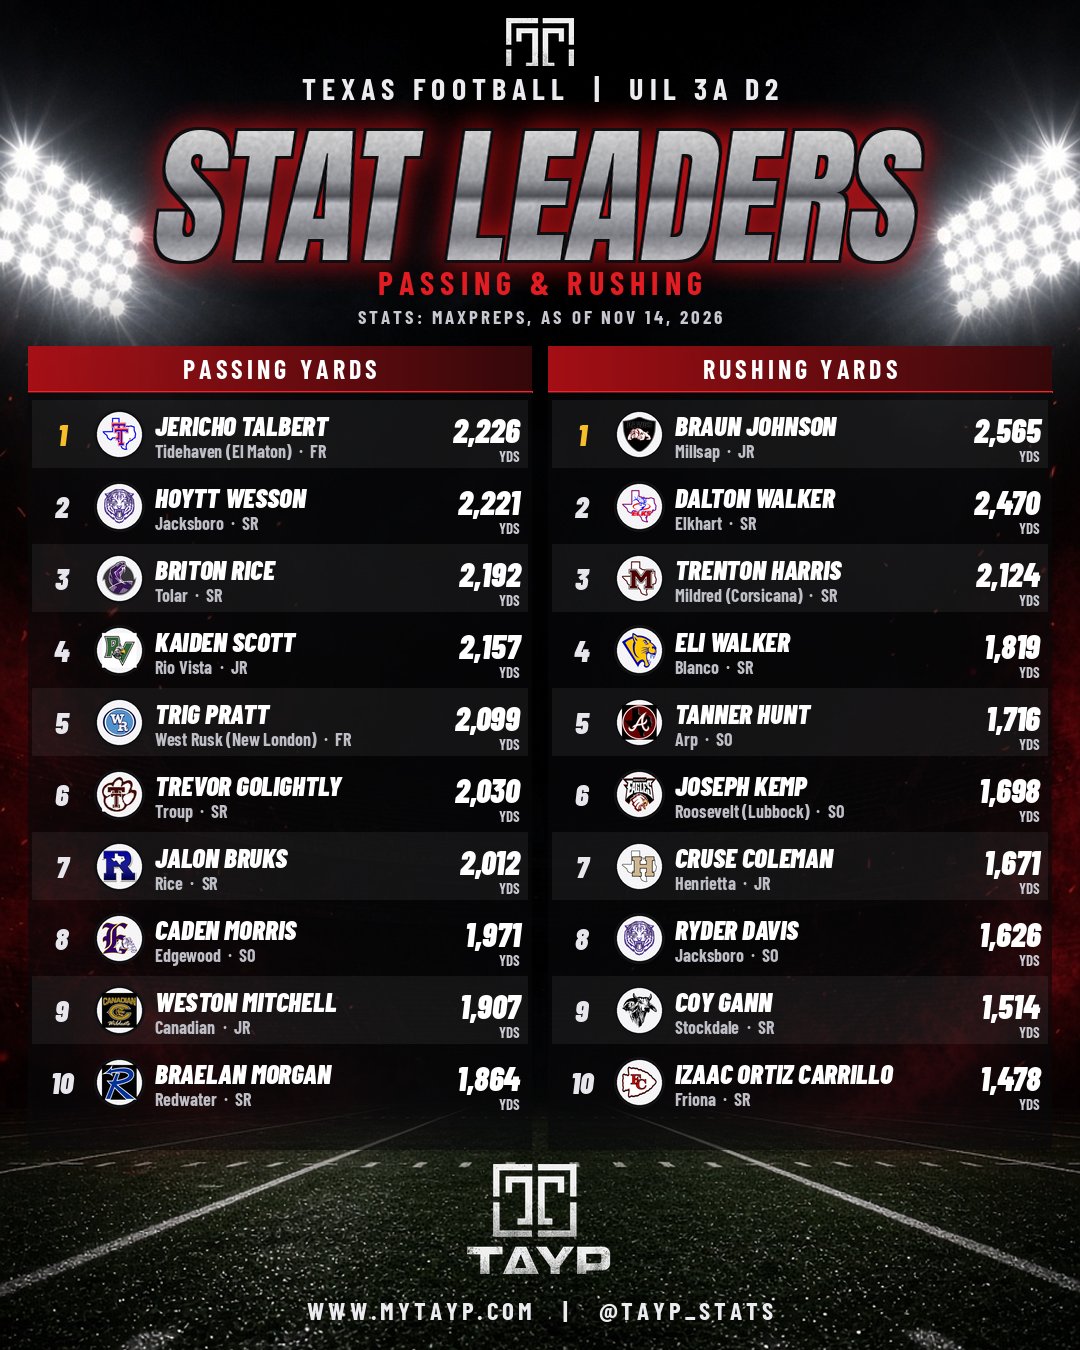 TEXAS FOOTBALL | UIL 3A D2
STAT LEADERS
PASSING & RUSHING
STATS: MAXPREPS, AS OF NOV 14, 2026
PASSING YARDS
1 JERICHO TALBERT 2,226
Tidehaven (El Maton) · FR YDS
2 HOYTT WESSON 2,221
Jacksboro · SR YDS
3 BRITON RICE 2,192
Tolar · SR YDS
4 KAIDEN SCOTT 2,157
Rio Vista · JR YDS
5 TRIG PRATT 2,099
West Rusk (New London) · FR YDS
6 TREVOR GOLIGHTLY 2,030
Troup · SR YDS
7 JALON BRUKS 2,012
Rice · SR YDS
8 CADEN MORRIS 1,971
Edgewood · SO YDS
9 WESTON MITCHELL 1,907
Canadian · JR YDS
10 BRAELAN MORGAN 1,864
Redwater · SR YDS
RUSHING YARDS
1 BRAUN JOHNSON 2,565
Millsap · JR YDS
2 DALTON WALKER 2,470
Elkhart · SR YDS
3 TRENTON HARRIS 2,124
Mildred (Corsicana) · SR YDS
4 ELI WALKER 1,819
Blanco · SR YDS
5 TANNER HUNT 1,716
Arp · SO YDS
6 JOSEPH KEMP 1,698
Roosevelt (Lubbock) · SO YDS
7 CRUSE COLEMAN 1,671
Henrietta · JR YDS
8 RYDER DAVIS 1,626
Jacksboro · SO YDS
9 COY GANN 1,514
Stockdale · SR YDS
10 IZAAC ORTIZ CARRILLO 1,478
Friona · SR YDS
TAYP
WWW.MYTAYP.COM | @TAYP_STATS